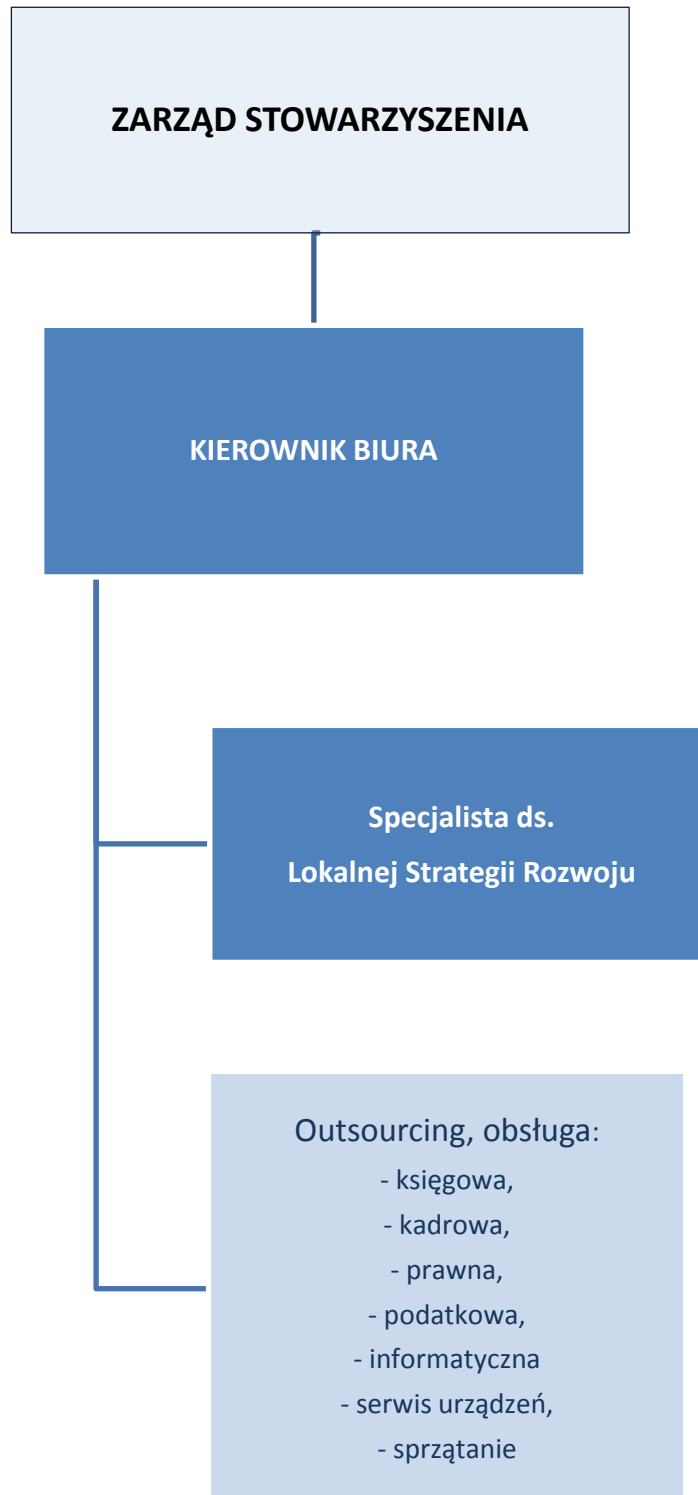 ZARZĄD STOWARZYSZENIA
KIEROWNIK BIURA
Specjalista ds.
Lokalnej Strategii Rozwoju
Outsourcing, obsługa:
- księgowa,
- kadrowa,
- prawna,
- podatkowa,
- informatyczna
- serwis urządzeń,
- sprzątanie